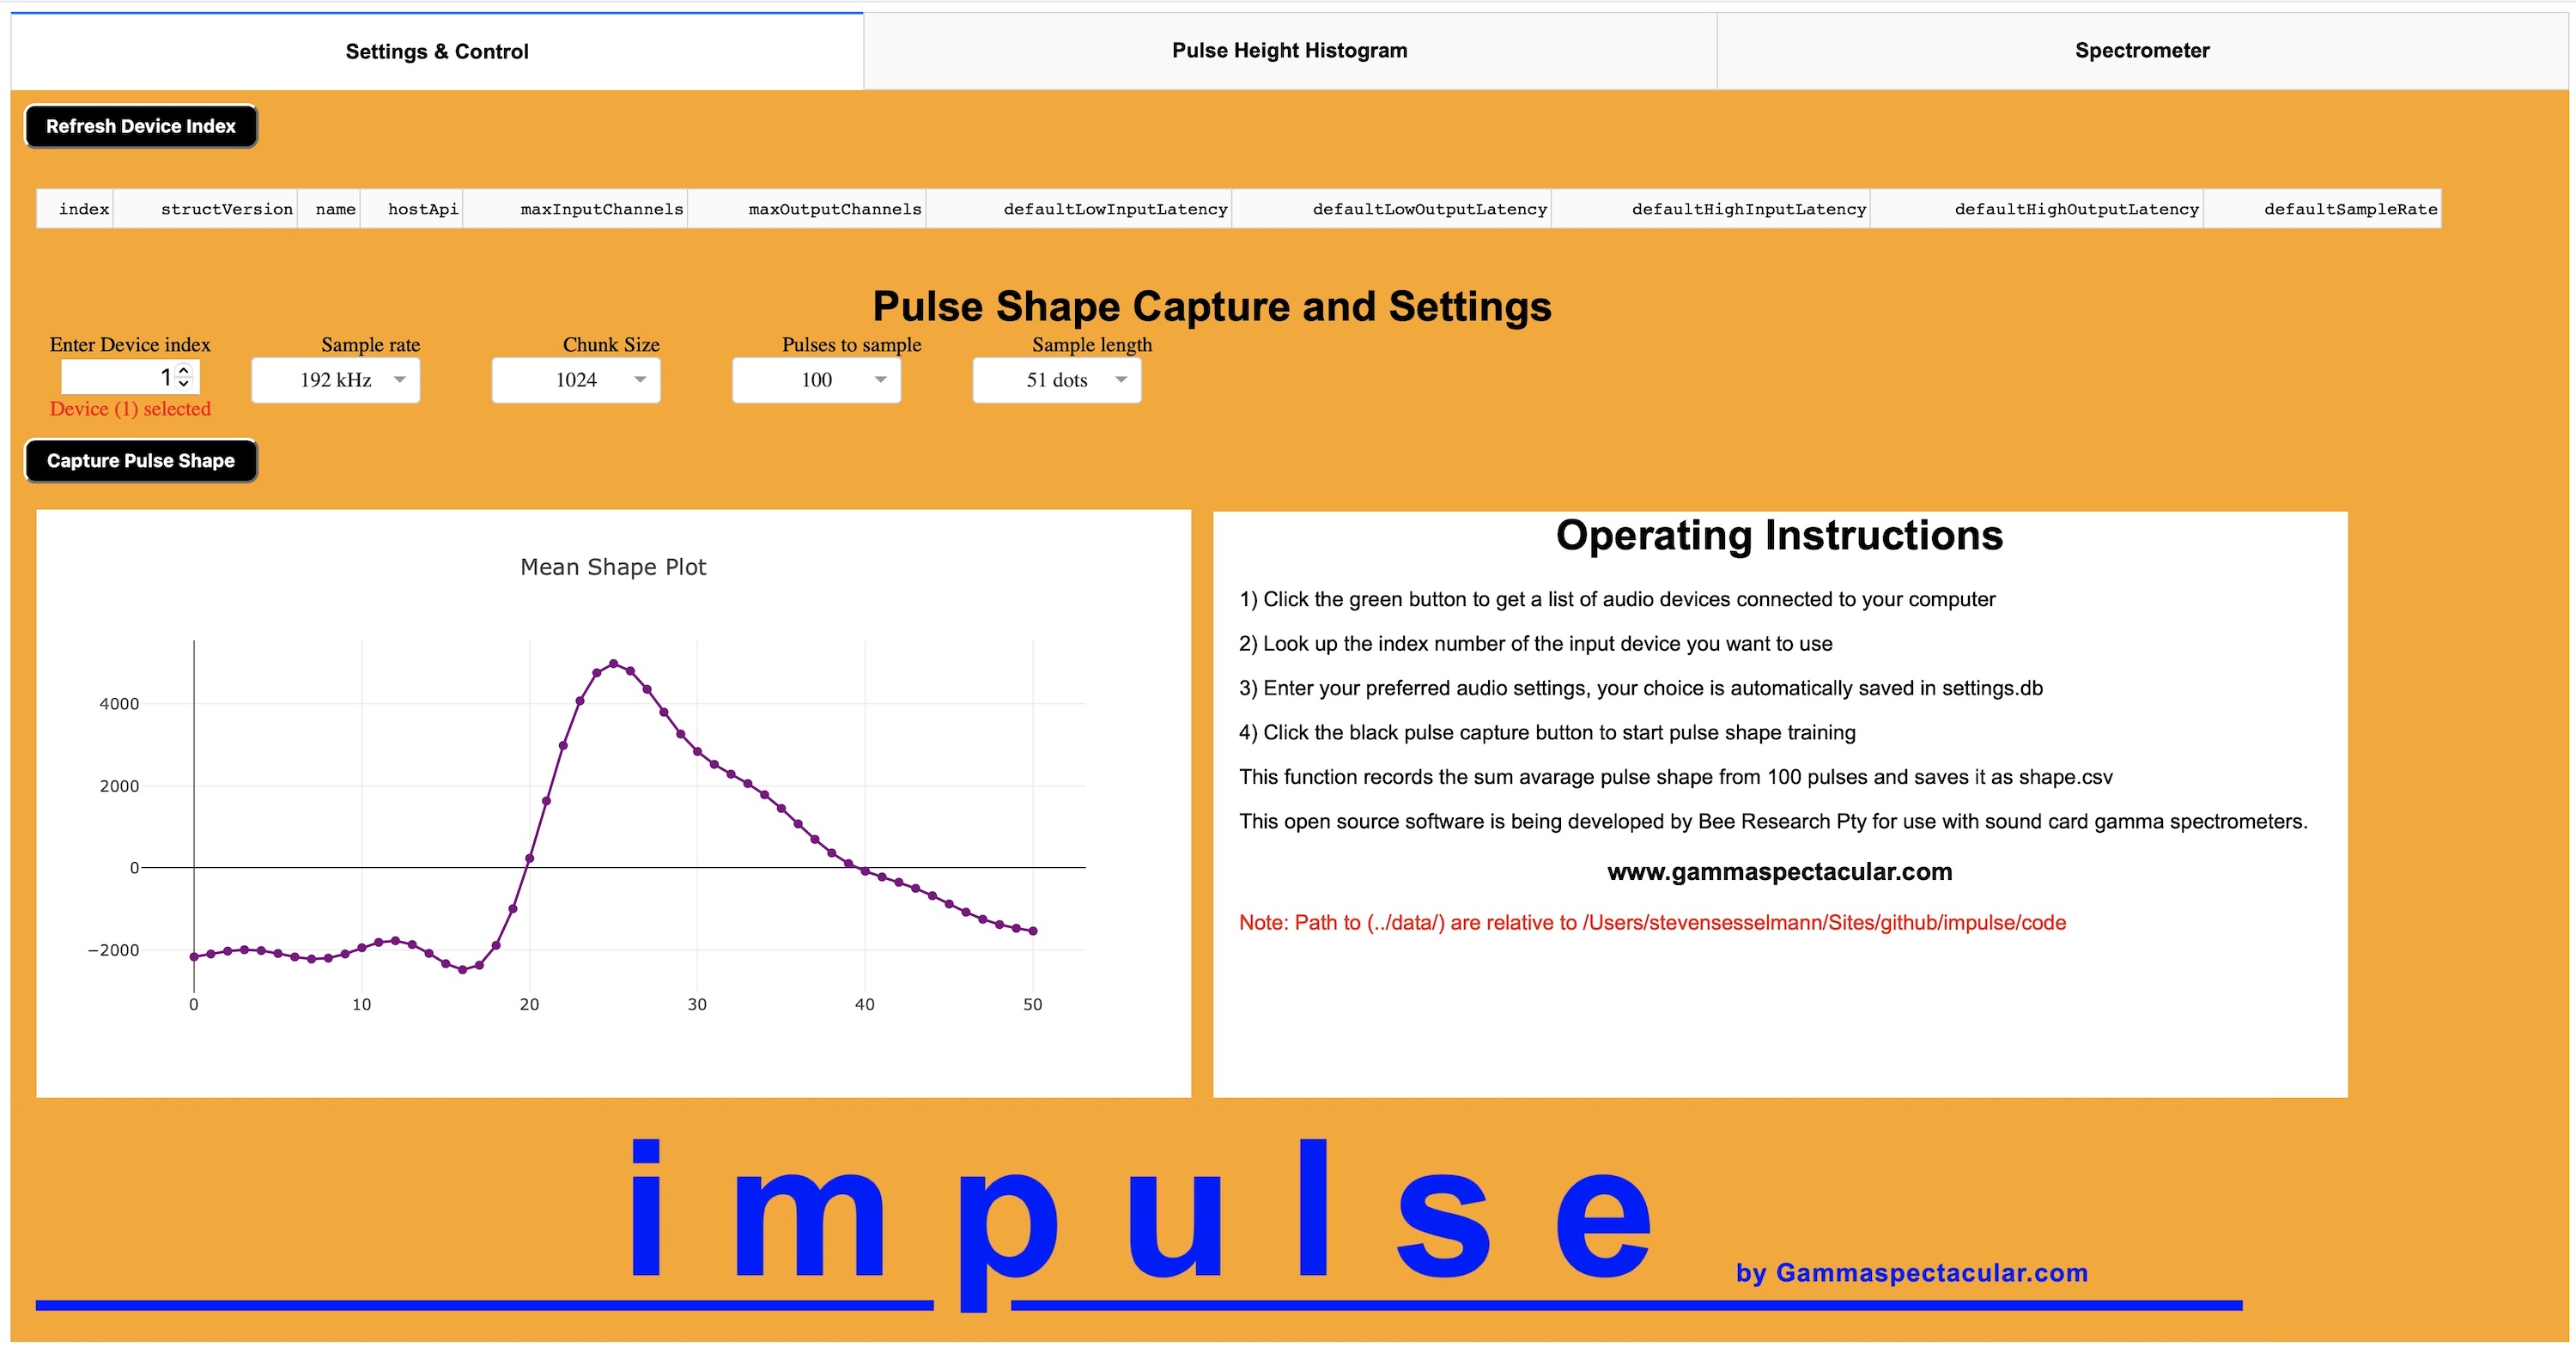 Settings & Control
Pulse Height Histogram
Spectrometer
Refresh Device Index
index structVersion name hostApi maxInputChannels maxOutputChannels defaultLowInputLatency defaultLowOutputLatency defaultHighInputLatency defaultHighOutputLatency defaultSampleRate
Pulse Shape Capture and Settings
Enter Device index Sample rate Chunk Size Pulses to sample Sample length
1 192 kHz 1024 100 51 dots
Device (1) selected
Capture Pulse Shape
Mean Shape Plot
4000
2000
0
−2000
0 10 20 30 40 50
Operating Instructions
1) Click the green button to get a list of audio devices connected to your computer
2) Look up the index number of the input device you want to use
3) Enter your preferred audio settings, your choice is automatically saved in settings.db
4) Click the black pulse capture button to start pulse shape training
This function records the sum avarage pulse shape from 100 pulses and saves it as shape.csv
This open source software is being developed by Bee Research Pty for use with sound card gamma spectrometers.
www.gammaspectacular.com
Note: Path to (../data/) are relative to /Users/stevensesselmann/Sites/github/impulse/code
impulse
by Gammaspectacular.com